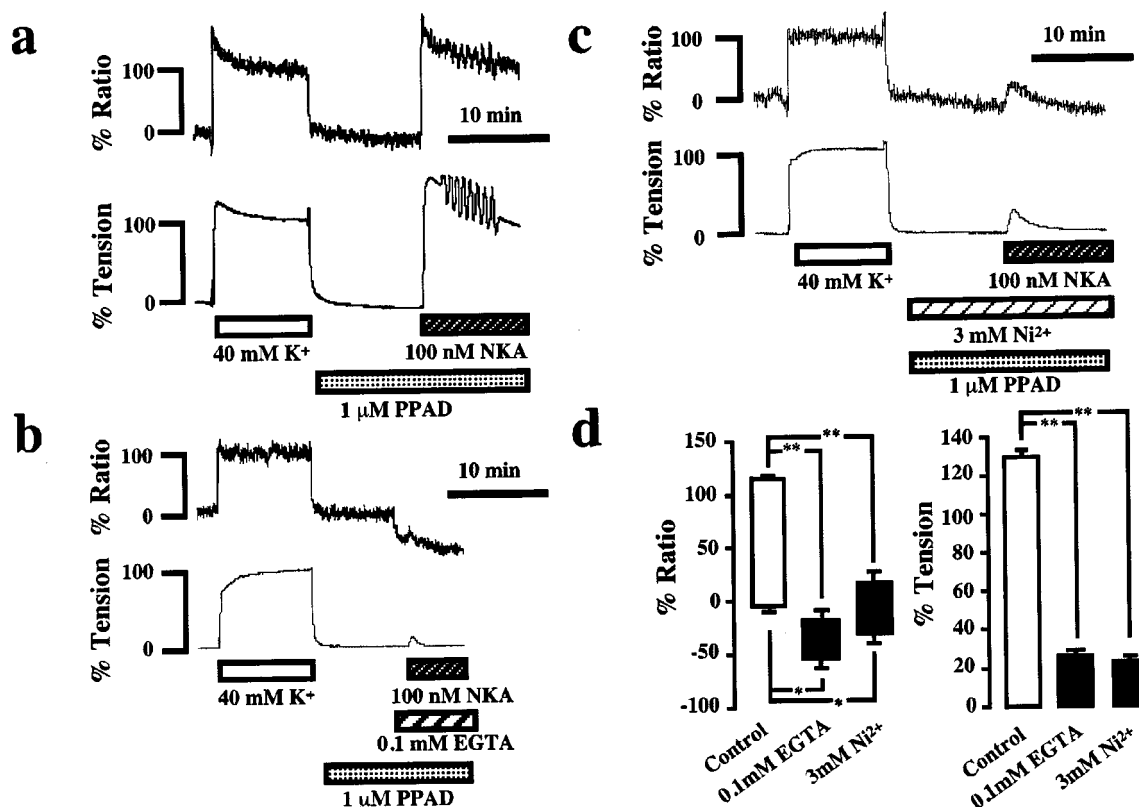 a
% Ratio
100
0
10 min
% Tension
100
0
40 mM K+
100 nM NKA
1 μM PPAD
b
% Ratio
100
0
10 min
% Tension
100
0
40 mM K+
100 nM NKA
0.1 mM EGTA
1 μM PPAD
c
% Ratio
100
0
10 min
% Tension
100
0
40 mM K+
100 nM NKA
3 mM Ni2+
1 μM PPAD
d
% Ratio
150
100
50
0
-50
-100
**
**
*
*
Control
0.1mM EGTA
3mM Ni2+
% Tension
140
120
100
80
60
40
20
0
**
**
Control
0.1mM EGTA
3mM Ni2+